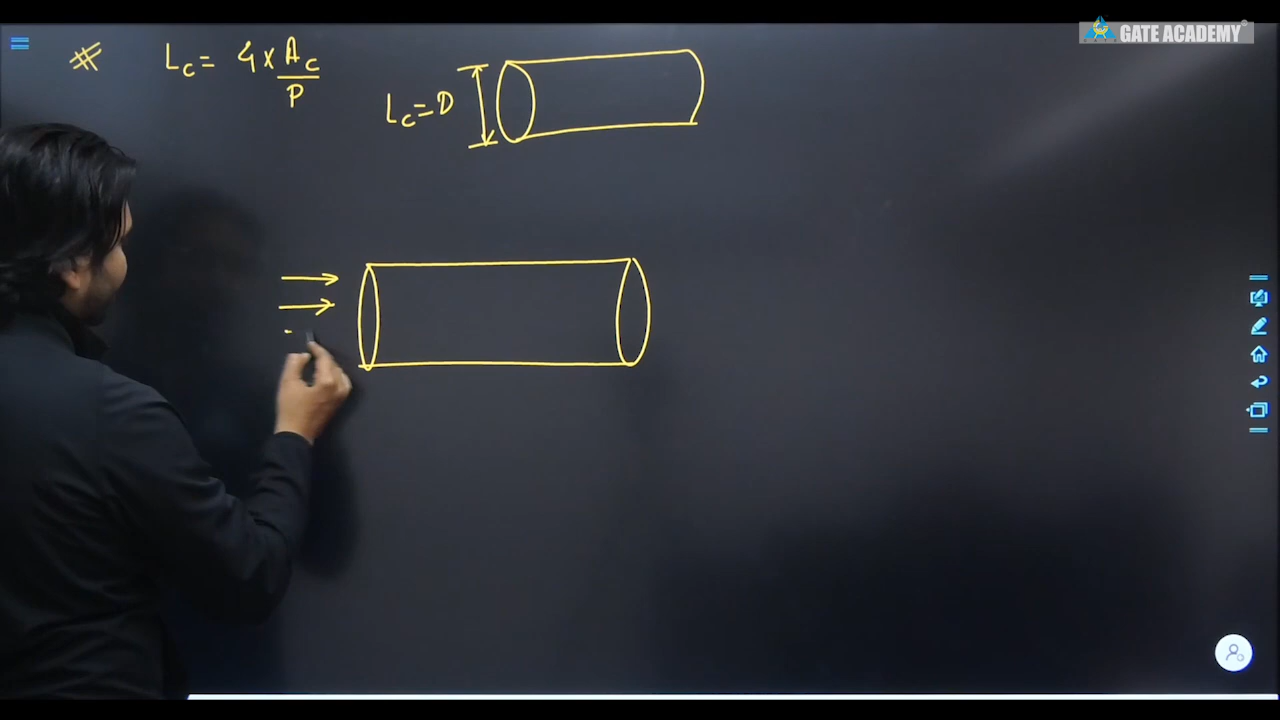 GATE ACADEMY®
# Lc = 4 × Ac/P
Lc = D